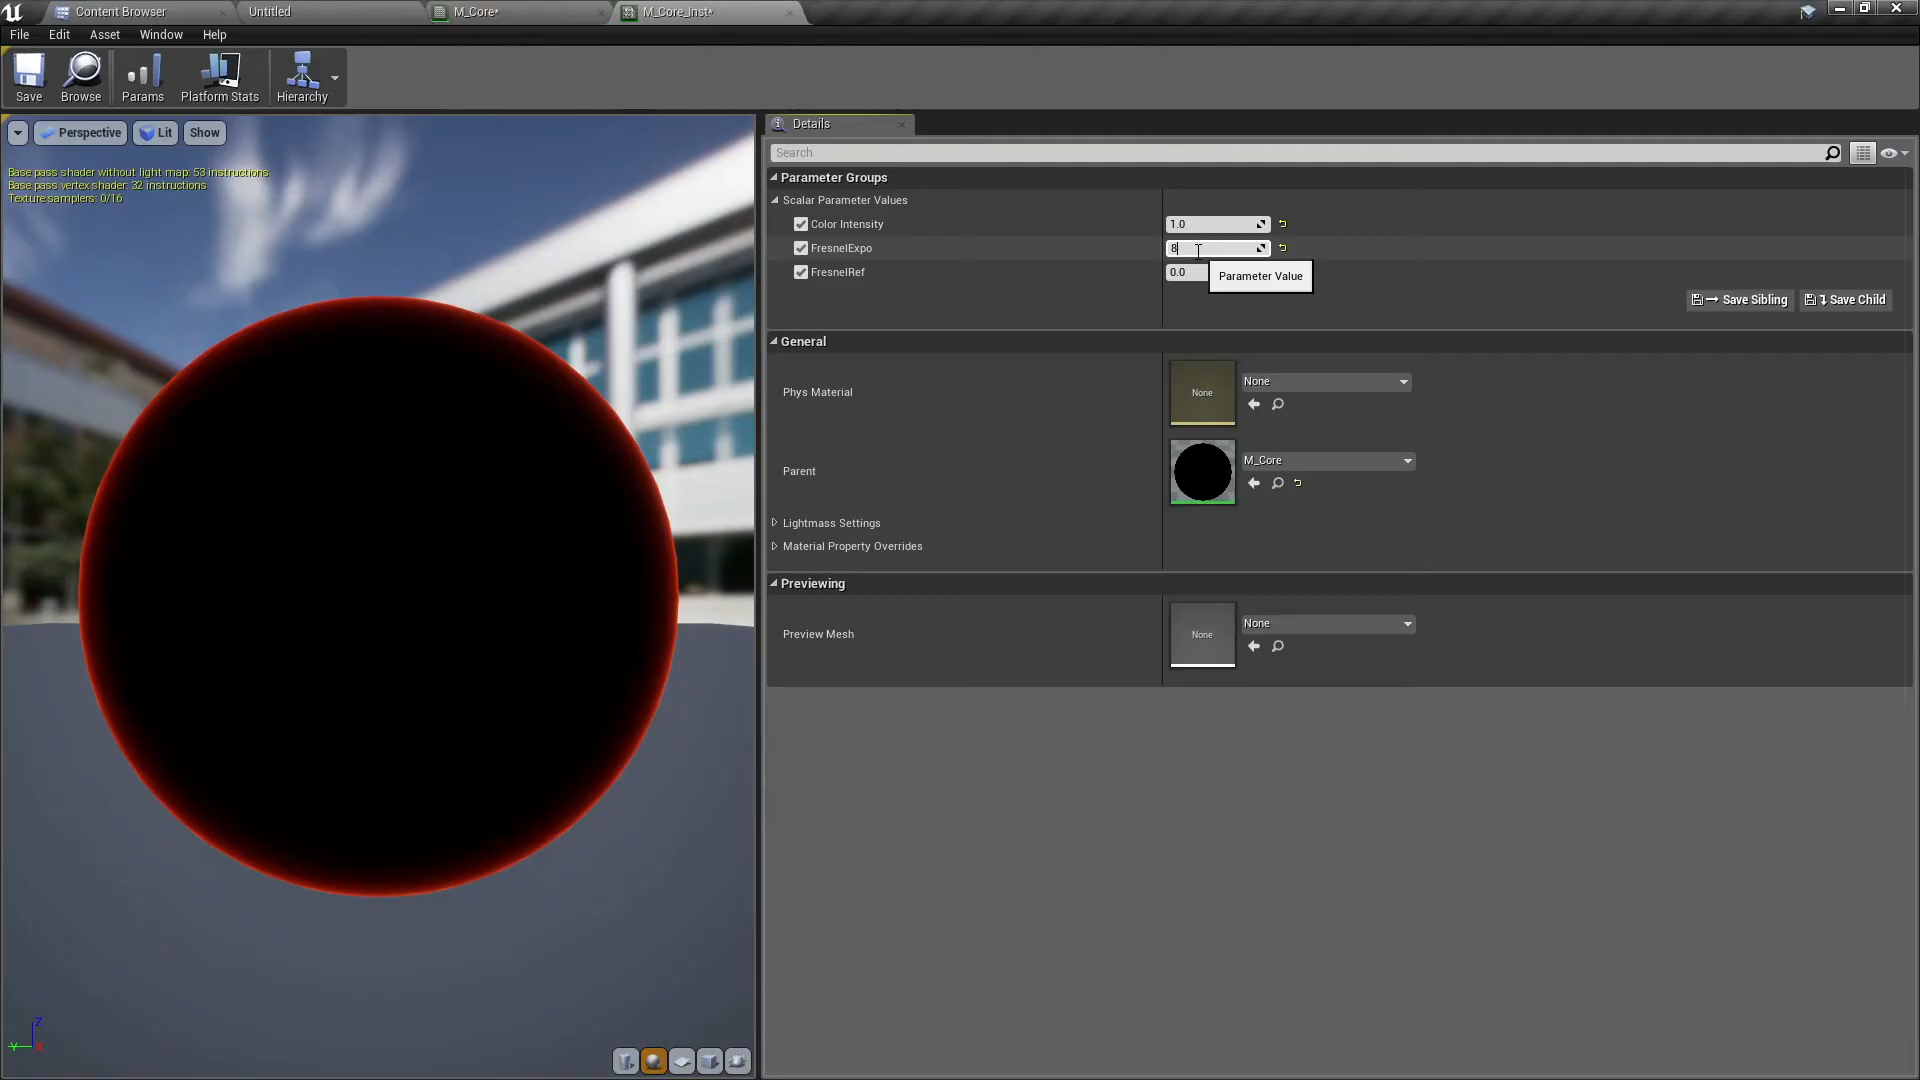 Content Browser
Untitled
M_Core*
M_Core_Inst*
File
Edit
Asset
Window
Help
Save
Browse
Params
Platform Stats
Hierarchy
Perspective
Lit
Show
Base pass shader without light map: 53 instructions
Base pass vertex shader: 32 instructions
Texture samplers: 0/16
Details
Search
Parameter Groups
Scalar Parameter Values
Color Intensity
1.0
FresnelExpo
8
FresnelRef
0.0
Parameter Value
Save Sibling
Save Child
General
Phys Material
None
None
Parent
M_Core
Lightmass Settings
Material Property Overrides
Previewing
Preview Mesh
None
None
Z
Y
X